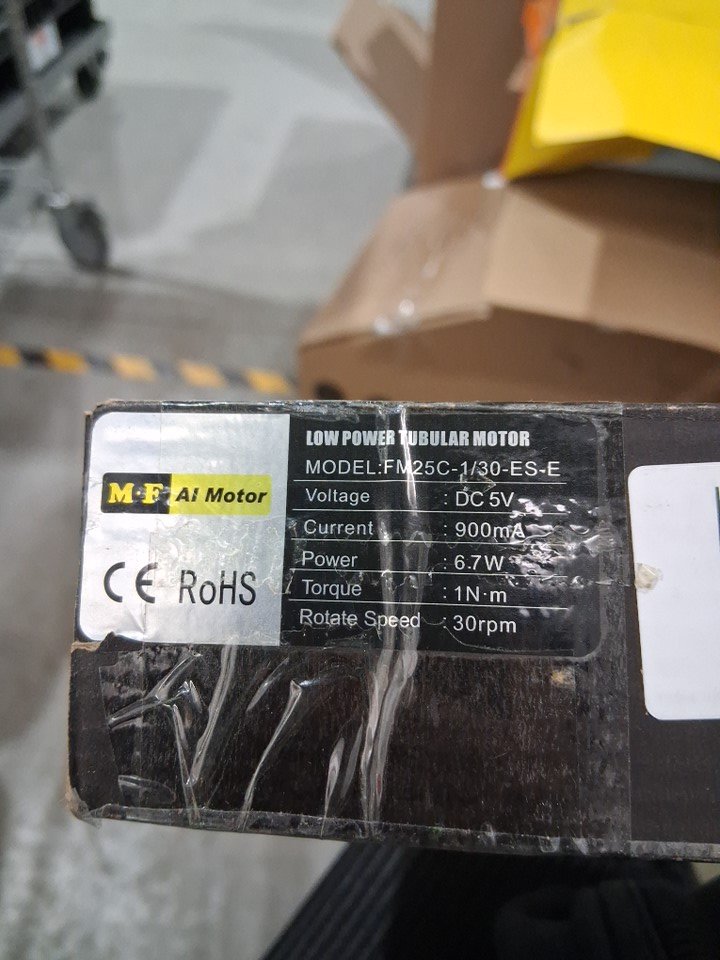 LOW POWER TUBULAR MOTOR
MODEL:FM25C-1/30-ES-E
M·F AI Motor
Voltage : DC 5V
Current : 900mA
Power : 6.7W
Torque : 1N·m
Rotate Speed : 30rpm
CE RoHS